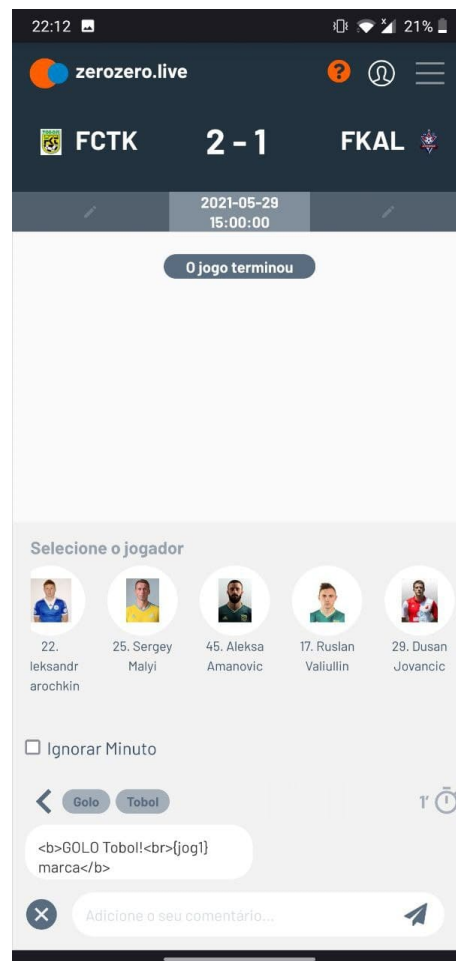 22:12 21%
zerozero.live ?
FCTK 2 - 1 FKAL
2021-05-29
15:00:00
O jogo terminou
Selecione o jogador
22. 25. Sergey 45. Aleksa 17. Ruslan 29. Dusan
leksandr Malyi Amanovic Valiullin Jovancic
arochkin
Ignorar Minuto
Golo Tobol 1'
<b>GOLO Tobol!<br>{jog1}
marca</b>
Adicione o seu comentário...